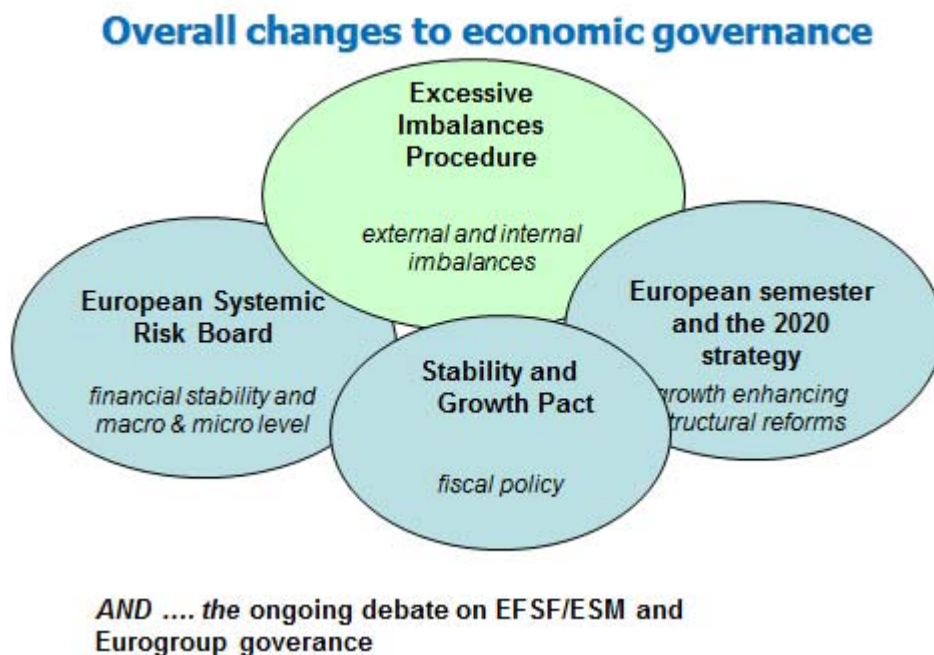 Overall changes to economic governance
Excessive
Imbalances
Procedure
external and internal
imbalances
European Systemic
Risk Board
financial stability and
macro & micro level
Stability and
Growth Pact
fiscal policy
European semester
and the 2020
strategy
growth enhancing
structural reforms
AND .... the ongoing debate on EFSF/ESM and
Eurogroup goverance